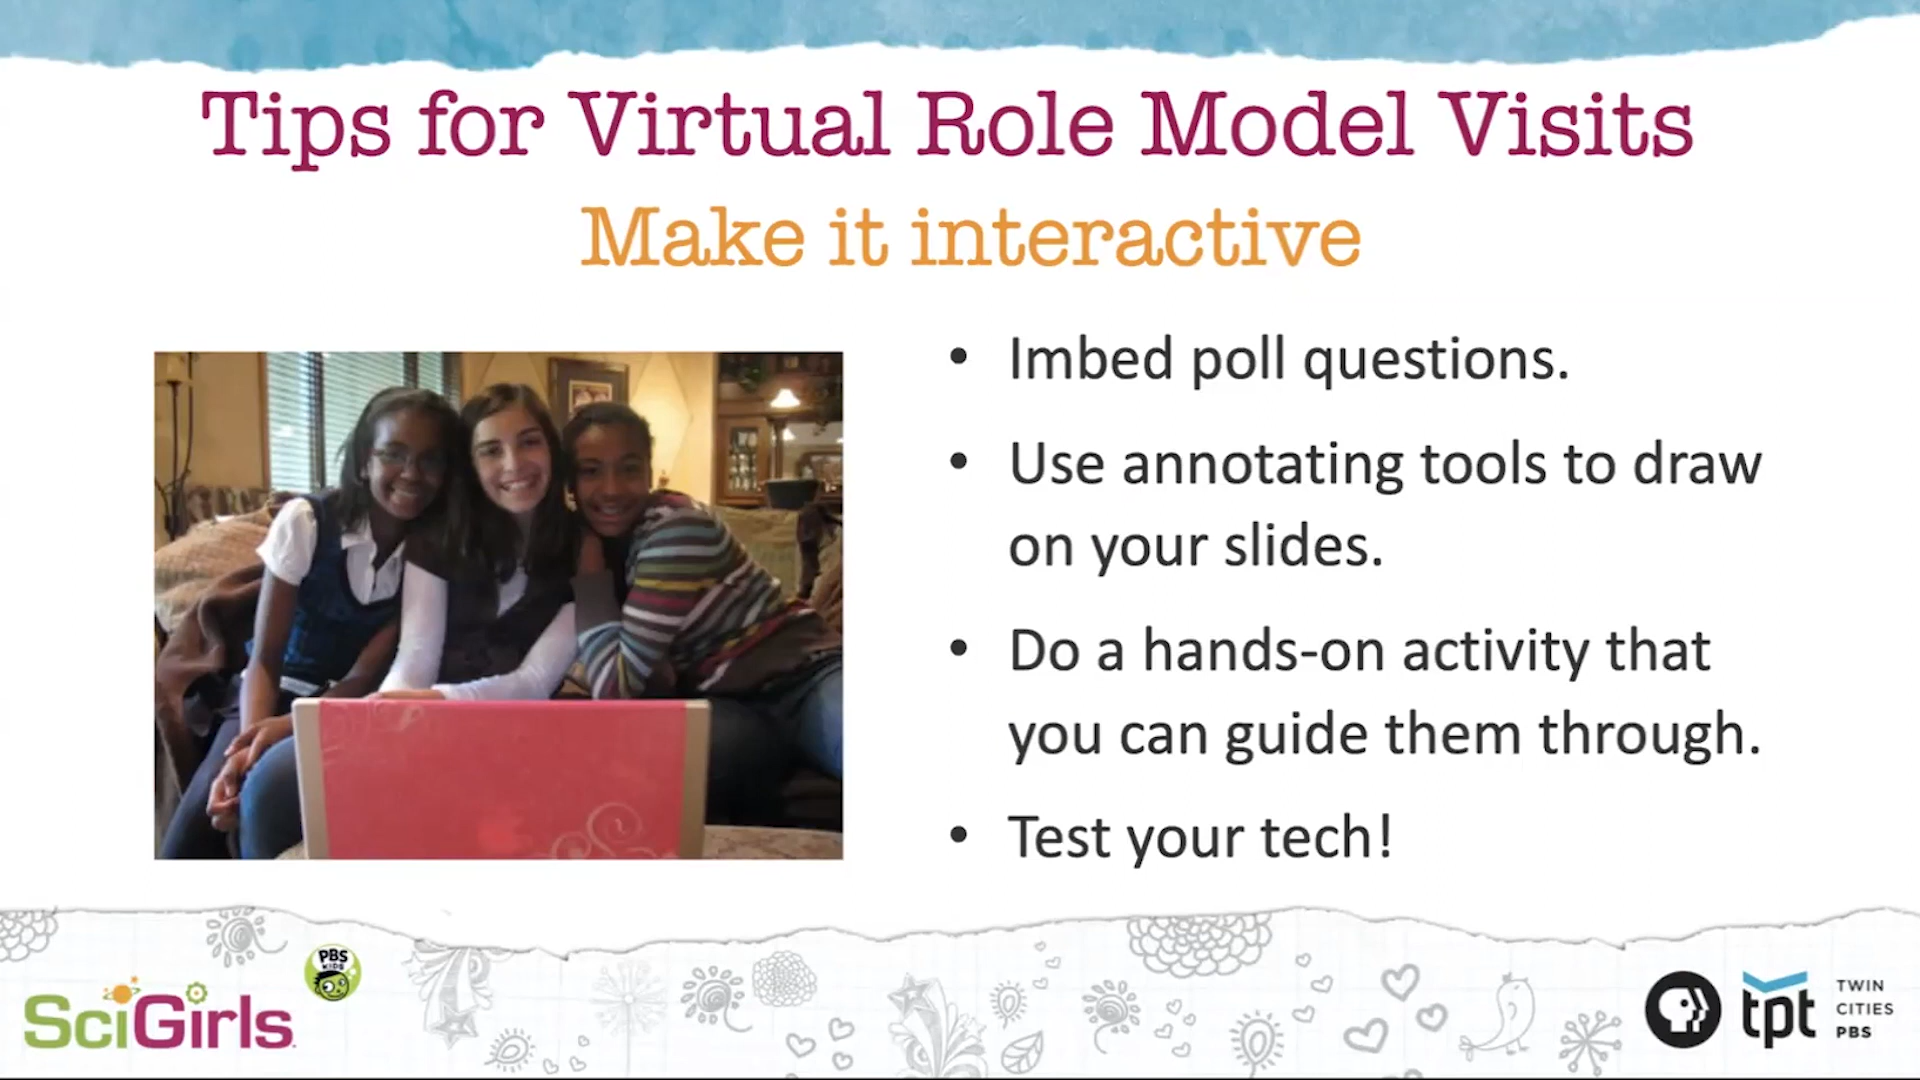 Tips for Virtual Role Model Visits
Make it interactive
• Imbed poll questions.
• Use annotating tools to draw
on your slides.
• Do a hands-on activity that
you can guide them through.
• Test your tech!
PBS
KIDS
SciGirls
tpt
TWIN
CITIES
PBS